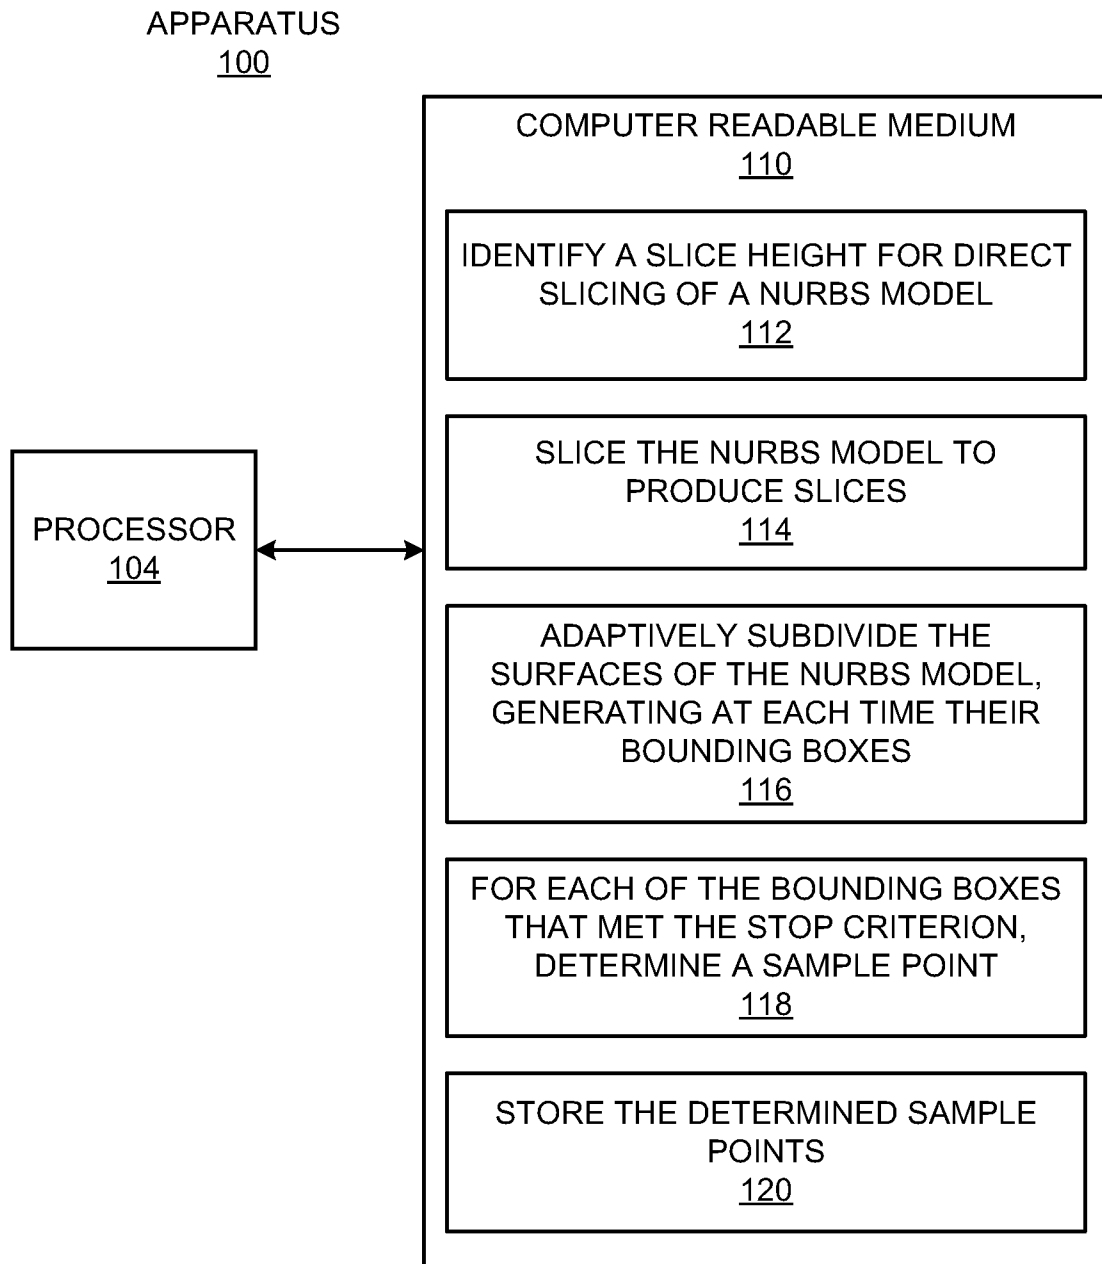 APPARATUS
100
COMPUTER READABLE MEDIUM
110
IDENTIFY A SLICE HEIGHT FOR DIRECT
SLICING OF A NURBS MODEL
112
SLICE THE NURBS MODEL TO
PRODUCE SLICES
114
PROCESSOR
104
ADAPTIVELY SUBDIVIDE THE
SURFACES OF THE NURBS MODEL,
GENERATING AT EACH TIME THEIR
BOUNDING BOXES
116
FOR EACH OF THE BOUNDING BOXES
THAT MET THE STOP CRITERION,
DETERMINE A SAMPLE POINT
118
STORE THE DETERMINED SAMPLE
POINTS
120